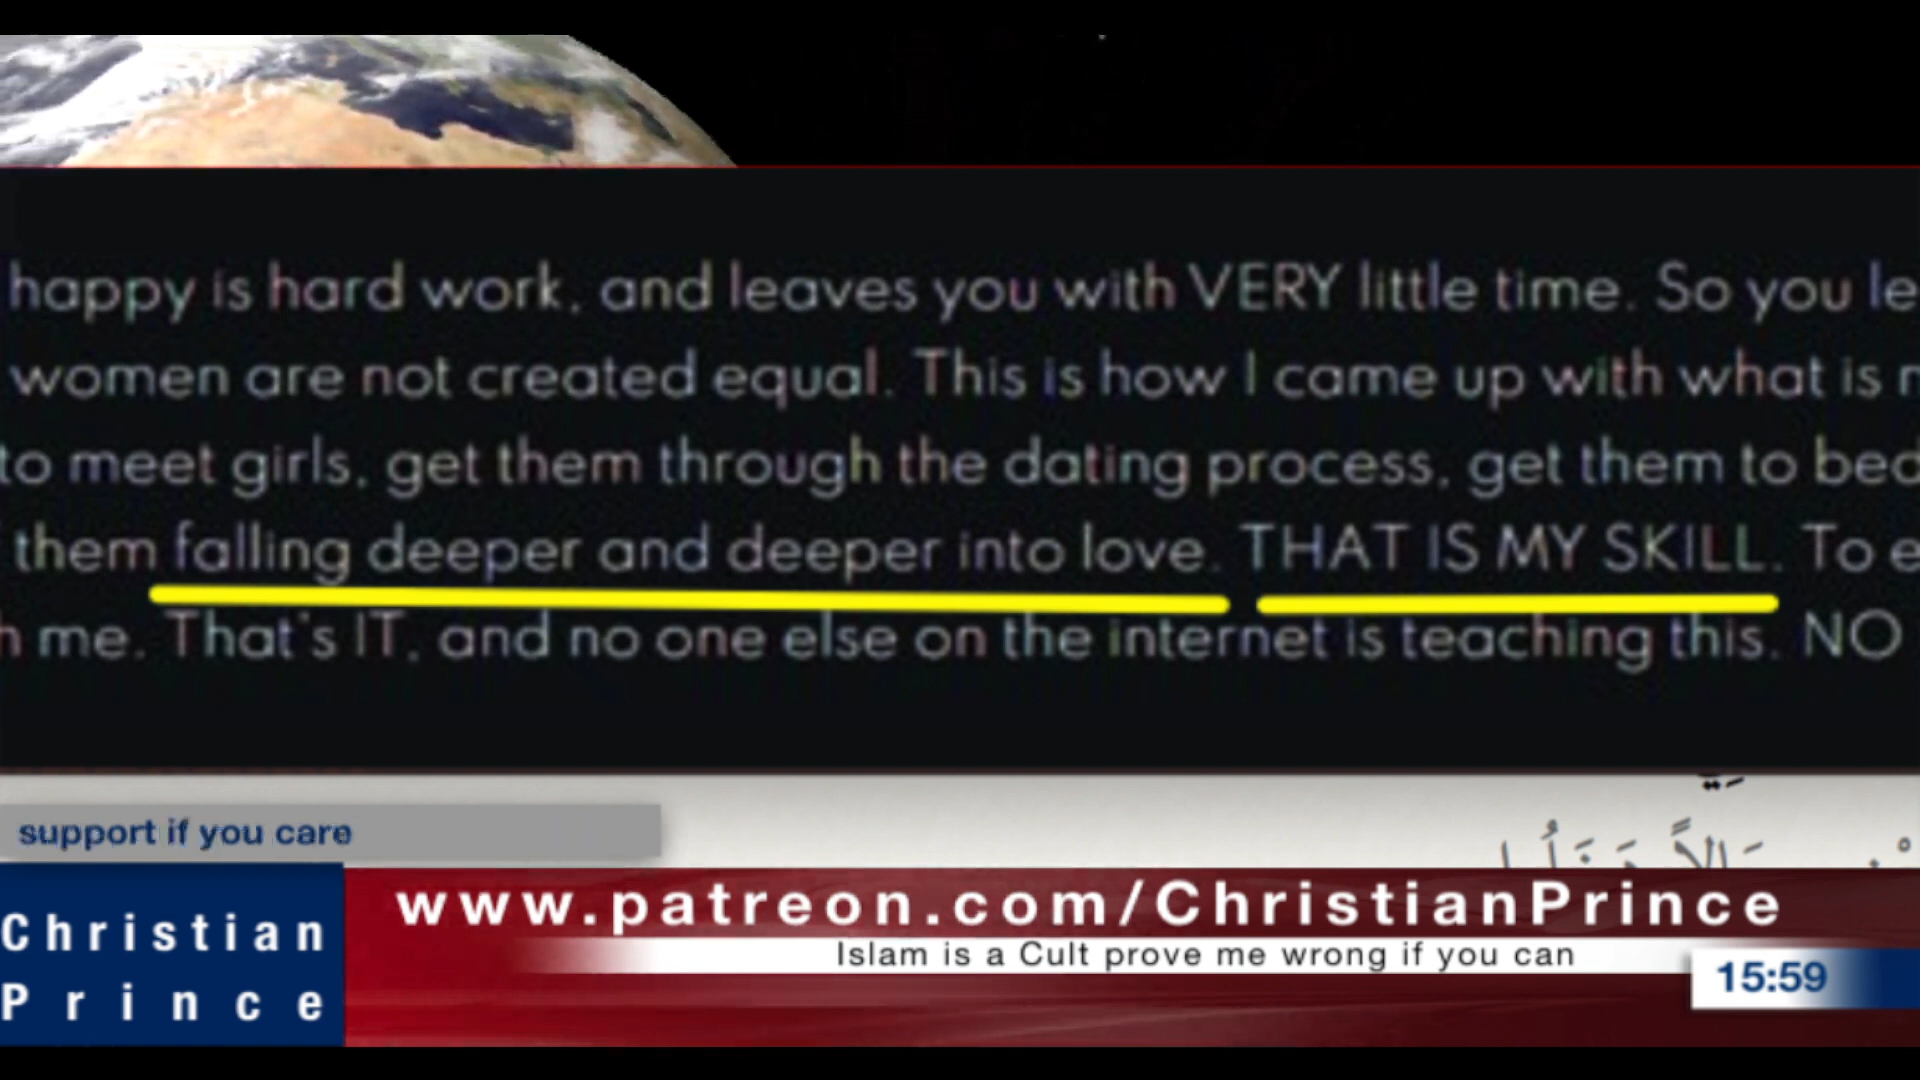 happy is hard work, and leaves you with VERY little time. So you le
women are not created equal. This is how I came up with what is
to meet girls, get them through the dating process, get them to bed
them falling deeper and deeper into love. THAT IS MY SKILL. To e
h me. That's IT, and no one else on the internet is teaching this. NO
support if you care
Christian
Prince
www.patreon.com/ChristianPrince
Islam is a Cult prove me wrong if you can
15:59